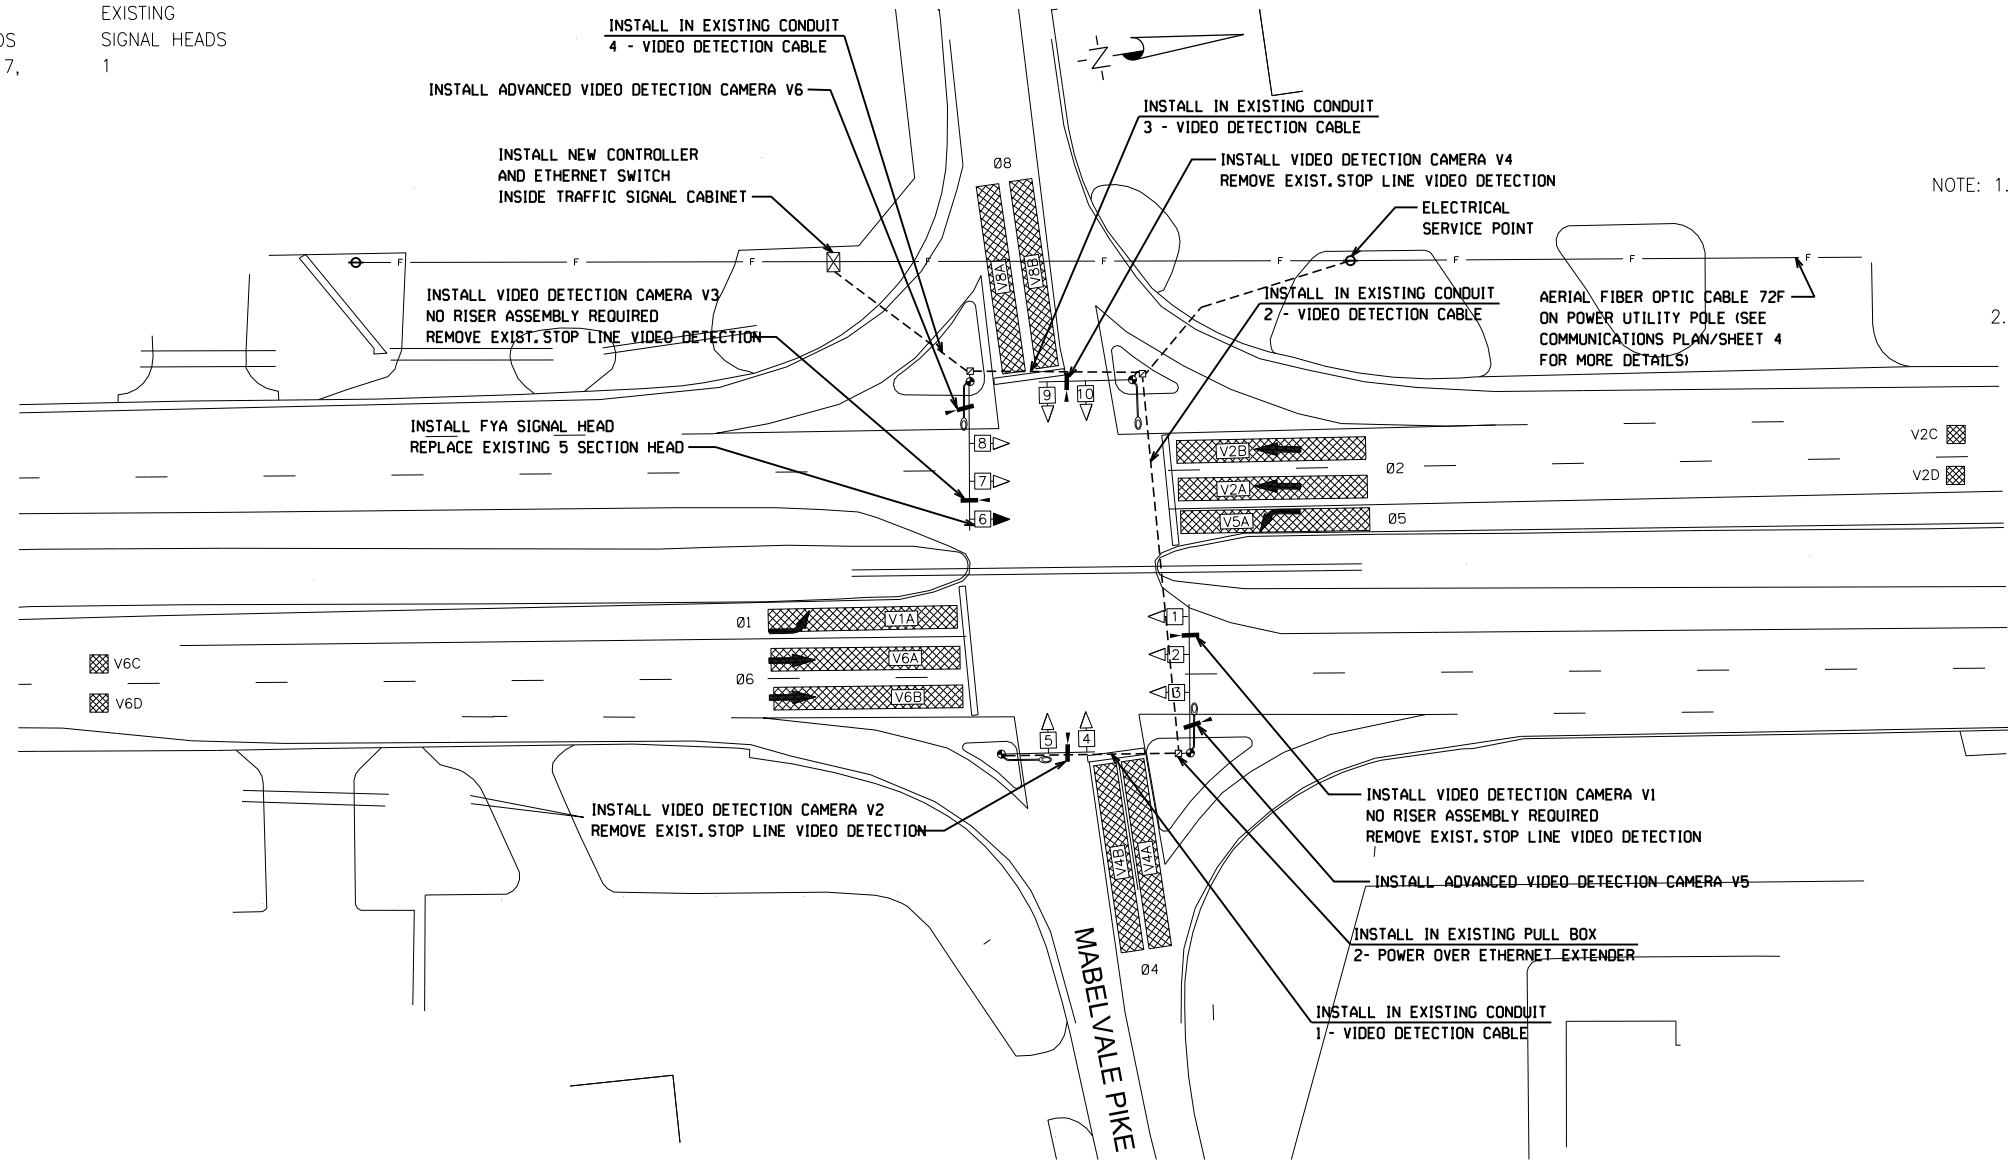 EXISTING
SIGNAL HEADS
1
DS
7,
INSTALL IN EXISTING CONDUIT
4 - VIDEO DETECTION CABLE
INSTALL ADVANCED VIDEO DETECTION CAMERA V6
INSTALL NEW CONTROLLER
AND ETHERNET SWITCH
INSIDE TRAFFIC SIGNAL CABINET
N
INSTALL IN EXISTING CONDUIT
3 - VIDEO DETECTION CABLE
INSTALL VIDEO DETECTION CAMERA V4
REMOVE EXIST. STOP LINE VIDEO DETECTION
ELECTRICAL
SERVICE POINT
NOTE: 1.
2.
Ø8
V8A
V8B
F
F
F
F
F
F
F
F
F
INSTALL VIDEO DETECTION CAMERA V3
NO RISER ASSEMBLY REQUIRED
REMOVE EXIST. STOP LINE VIDEO DETECTION
INSTALL IN EXISTING CONDUIT
2 - VIDEO DETECTION CABLE
AERIAL FIBER OPTIC CABLE 72F
ON POWER UTILITY POLE (SEE
COMMUNICATIONS PLAN/SHEET 4
FOR MORE DETAILS)
INSTALL FYA SIGNAL HEAD
REPLACE EXISTING 5 SECTION HEAD
9
10
8
7
6
V2B
V2A
V5A
Ø2
Ø5
V2C
V2D
Ø1
V1A
V6A
V6B
Ø6
V6C
V6D
1
2
3
5
4
INSTALL VIDEO DETECTION CAMERA V2
REMOVE EXIST. STOP LINE VIDEO DETECTION
V4B
V4A
Ø4
INSTALL VIDEO DETECTION CAMERA V1
NO RISER ASSEMBLY REQUIRED
REMOVE EXIST. STOP LINE VIDEO DETECTION
INSTALL ADVANCED VIDEO DETECTION CAMERA V5
INSTALL IN EXISTING PULL BOX
2- POWER OVER ETHERNET EXTENDER
INSTALL IN EXISTING CONDUIT
1 - VIDEO DETECTION CABLE
MABELVALE PIKE